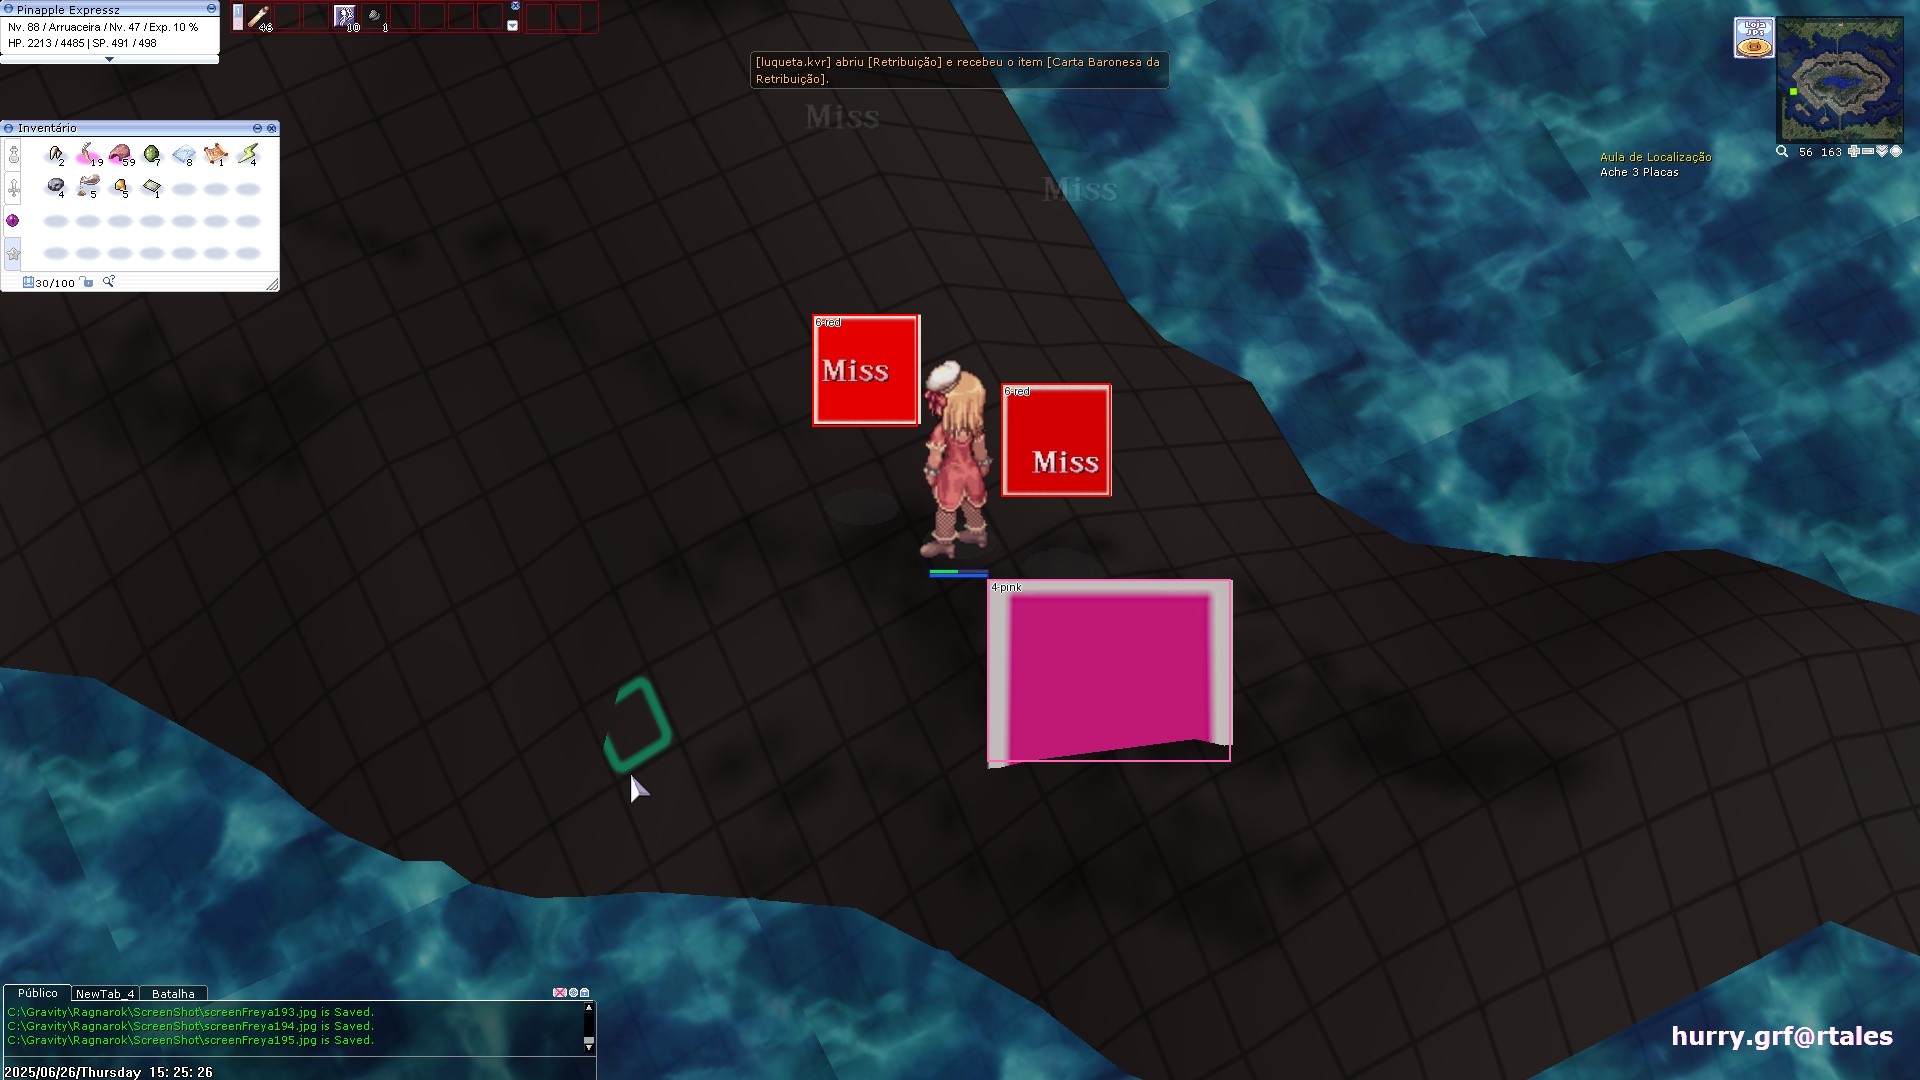 Pinapple Expressz
Nv. 88 / Arruaceira / Nv. 47 / Exp. 10 %
HP. 2213 / 4485 | SP. 491 / 498
46
10
1
Loja
[luqueta.kvr] abriu [Retribuição] e recebeu o item [Carta Baronesa da
Retribuição].
Miss
Miss
Inventário
2 19 59 7 8 1 4
4 5 5 1
30/100
56 163
Aula de Localização
Ache 3 Placas
6-red
Miss
6-red
Miss
4-pink
Público NewTab_4 Batalha
C:\Gravity\Ragnarok\ScreenShot\screenFreya193.jpg is Saved.
C:\Gravity\Ragnarok\ScreenShot\screenFreya194.jpg is Saved.
C:\Gravity\Ragnarok\ScreenShot\screenFreya195.jpg is Saved.
2025/06/26/Thursday 15: 25: 26
hurry.grf@rtales